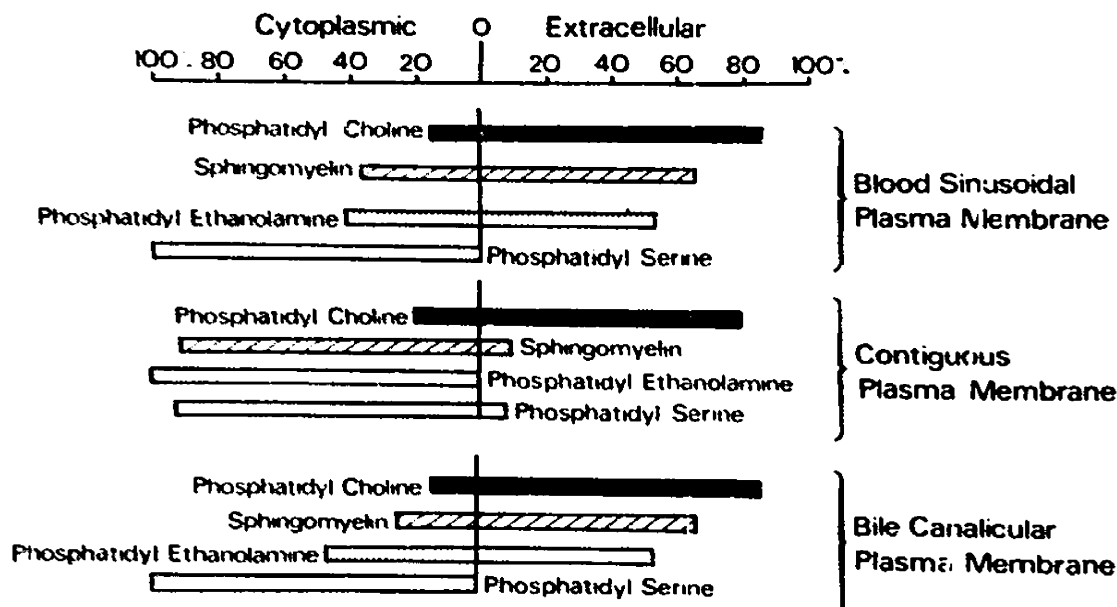 Cytoplasmic O Extracellular
100 . 80 60 40 20 20 40 60 80 100 .
Phosphatidyl Choline
Sphingomyelin
Phosphatidyl Ethanolamine
Phosphatidyl Serine
Blood Sinusoidal
Plasma Membrane
Phosphatidyl Choline
Sphingomyelin
Phosphatidyl Ethanolamine
Phosphatidyl Serine
Contiguous
Plasma Membrane
Phosphatidyl Choline
Sphingomyelin
Phosphatidyl Ethanolamine
Phosphatidyl Serine
Bile Canalicular
Plasma Membrane